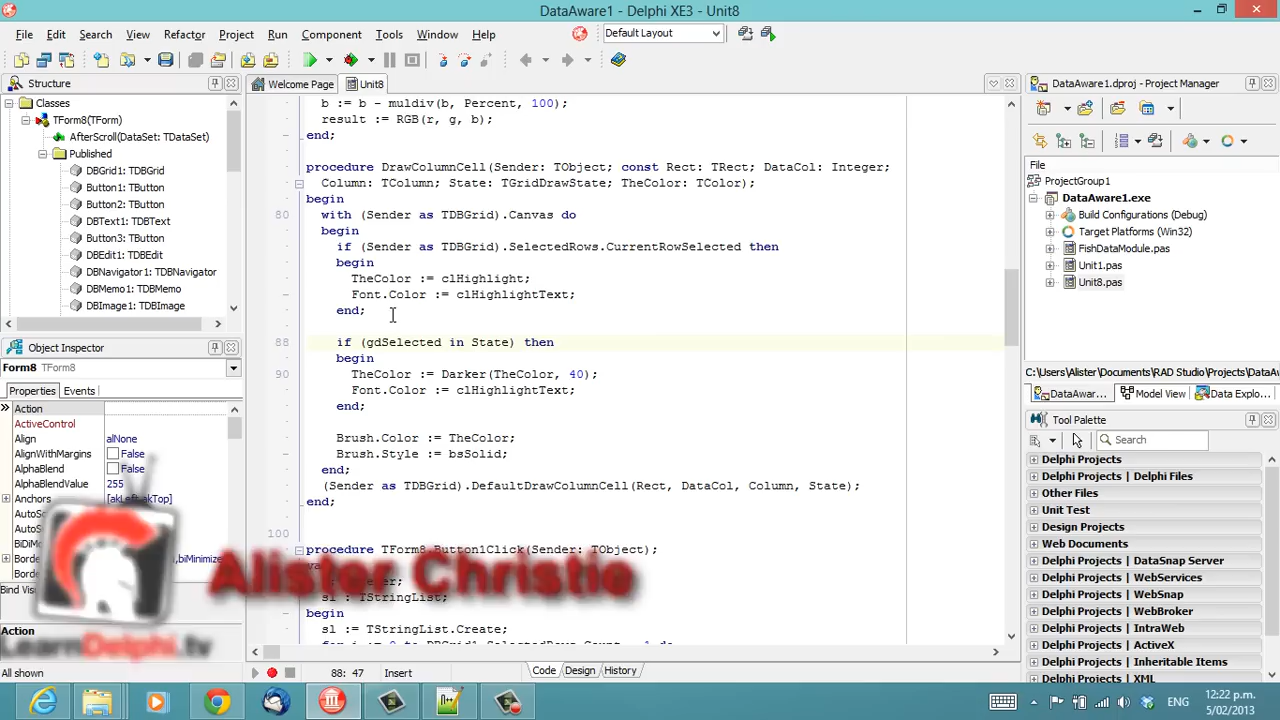 DataAware1 - Delphi XE3 - Unit8
File Edit Search View Refactor Project Run Component Tools Window Help
Default Layout
Structure
Classes
TForm8(TForm)
AfterScroll(DataSet: TDataSet)
Published
DBGrid1: TDBGrid
Button1: TButton
DBText1: TDBText
Button3: TButton
DBEdit1: TDBEdit
DBNavigator1: TDBNavigator
DBMemo1: TDBMemo
DBImage1: TDBImage
Object Inspector
Form8 TForm8
Properties Events
Action
ActiveControl
Align alNone
AlignWithMargins False
AlphaBlend False
AlphaBlendValue 255
Anchors [akLeft,akTop]
Action
All shown
Welcome Page Unit8
b := b - muldiv(b, Percent, 100);
result := RGB(r, g, b);
end;
procedure DrawColumnCell(Sender: TObject; const Rect: TRect; DataCol: Integer;
Column: TColumn; State: TGridDrawState; TheColor: TColor);
begin
80 with (Sender as TDBGrid).Canvas do
begin
if (Sender as TDBGrid).SelectedRows.CurrentRowSelected then
begin
TheColor := clHighlight;
Font.Color := clHighlightText;
end;
88 if (gdSelected in State) then
begin
90 TheColor := Darker(TheColor, 40);
Font.Color := clHighlightText;
end;
Brush.Color := TheColor;
Brush.Style := bsSolid;
end;
(Sender as TDBGrid).DefaultDrawColumnCell(Rect, DataCol, Column, State);
end;
100
procedure TForm8.Button1Click(Sender: TObject);
sl : TStringList;
begin
sl := TStringList.Create;
88: 47 Insert
Code Design History
Alister Christie
LearnDelphi.tv
DataAware1.dproj - Project Manager
File
ProjectGroup1
DataAware1.exe
Build Configurations (Debug)
Target Platforms (Win32)
FishDataModule.pas
Unit1.pas
Unit8.pas
C:\Users\Alister\Documents\RAD Studio\Projects\DataAw
DataAwar... Model View Data Explo...
Tool Palette
Search
Delphi Projects
Delphi Projects | Delphi Files
Other Files
Unit Test
Design Projects
Web Documents
Delphi Projects | DataSnap Server
Delphi Projects | WebServices
Delphi Projects | WebSnap
Delphi Projects | WebBroker
Delphi Projects | IntraWeb
Delphi Projects | ActiveX
Delphi Projects | Inheritable Items
Delphi Projects | XML
ENG
12:22 p.m.
5/02/2013